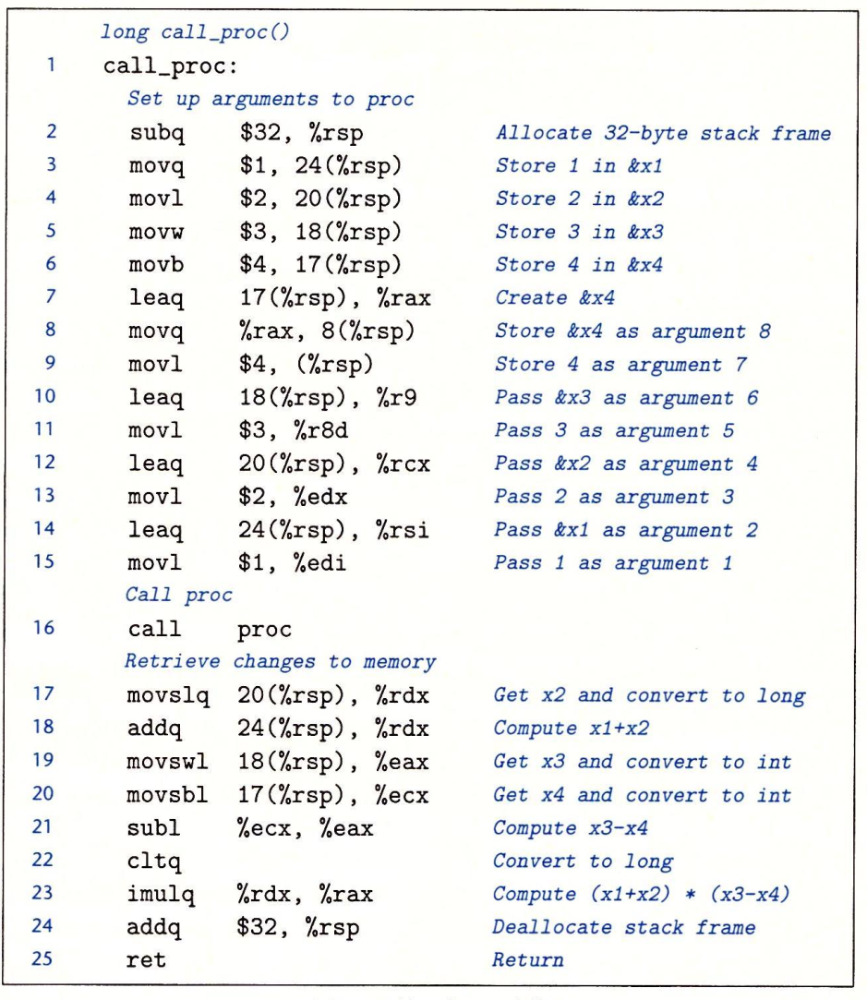 long call_proc()
1 call_proc:
Set up arguments to proc
2 subq $32, %rsp Allocate 32-byte stack frame
3 movq $1, 24(%rsp) Store 1 in &x1
4 movl $2, 20(%rsp) Store 2 in &x2
5 movw $3, 18(%rsp) Store 3 in &x3
6 movb $4, 17(%rsp) Store 4 in &x4
7 leaq 17(%rsp), %rax Create &x4
8 movq %rax, 8(%rsp) Store &x4 as argument 8
9 movl $4, (%rsp) Store 4 as argument 7
10 leaq 18(%rsp), %r9 Pass &x3 as argument 6
11 movl $3, %r8d Pass 3 as argument 5
12 leaq 20(%rsp), %rcx Pass &x2 as argument 4
13 movl $2, %edx Pass 2 as argument 3
14 leaq 24(%rsp), %rsi Pass &x1 as argument 2
15 movl $1, %edi Pass 1 as argument 1
Call proc
16 call proc
Retrieve changes to memory
17 movslq 20(%rsp), %rdx Get x2 and convert to long
18 addq 24(%rsp), %rdx Compute x1+x2
19 movswl 18(%rsp), %eax Get x3 and convert to int
20 movsbl 17(%rsp), %ecx Get x4 and convert to int
21 subl %ecx, %eax Compute x3-x4
22 cltq Convert to long
23 imulq %rdx, %rax Compute (x1+x2) * (x3-x4)
24 addq $32, %rsp Deallocate stack frame
25 ret Return